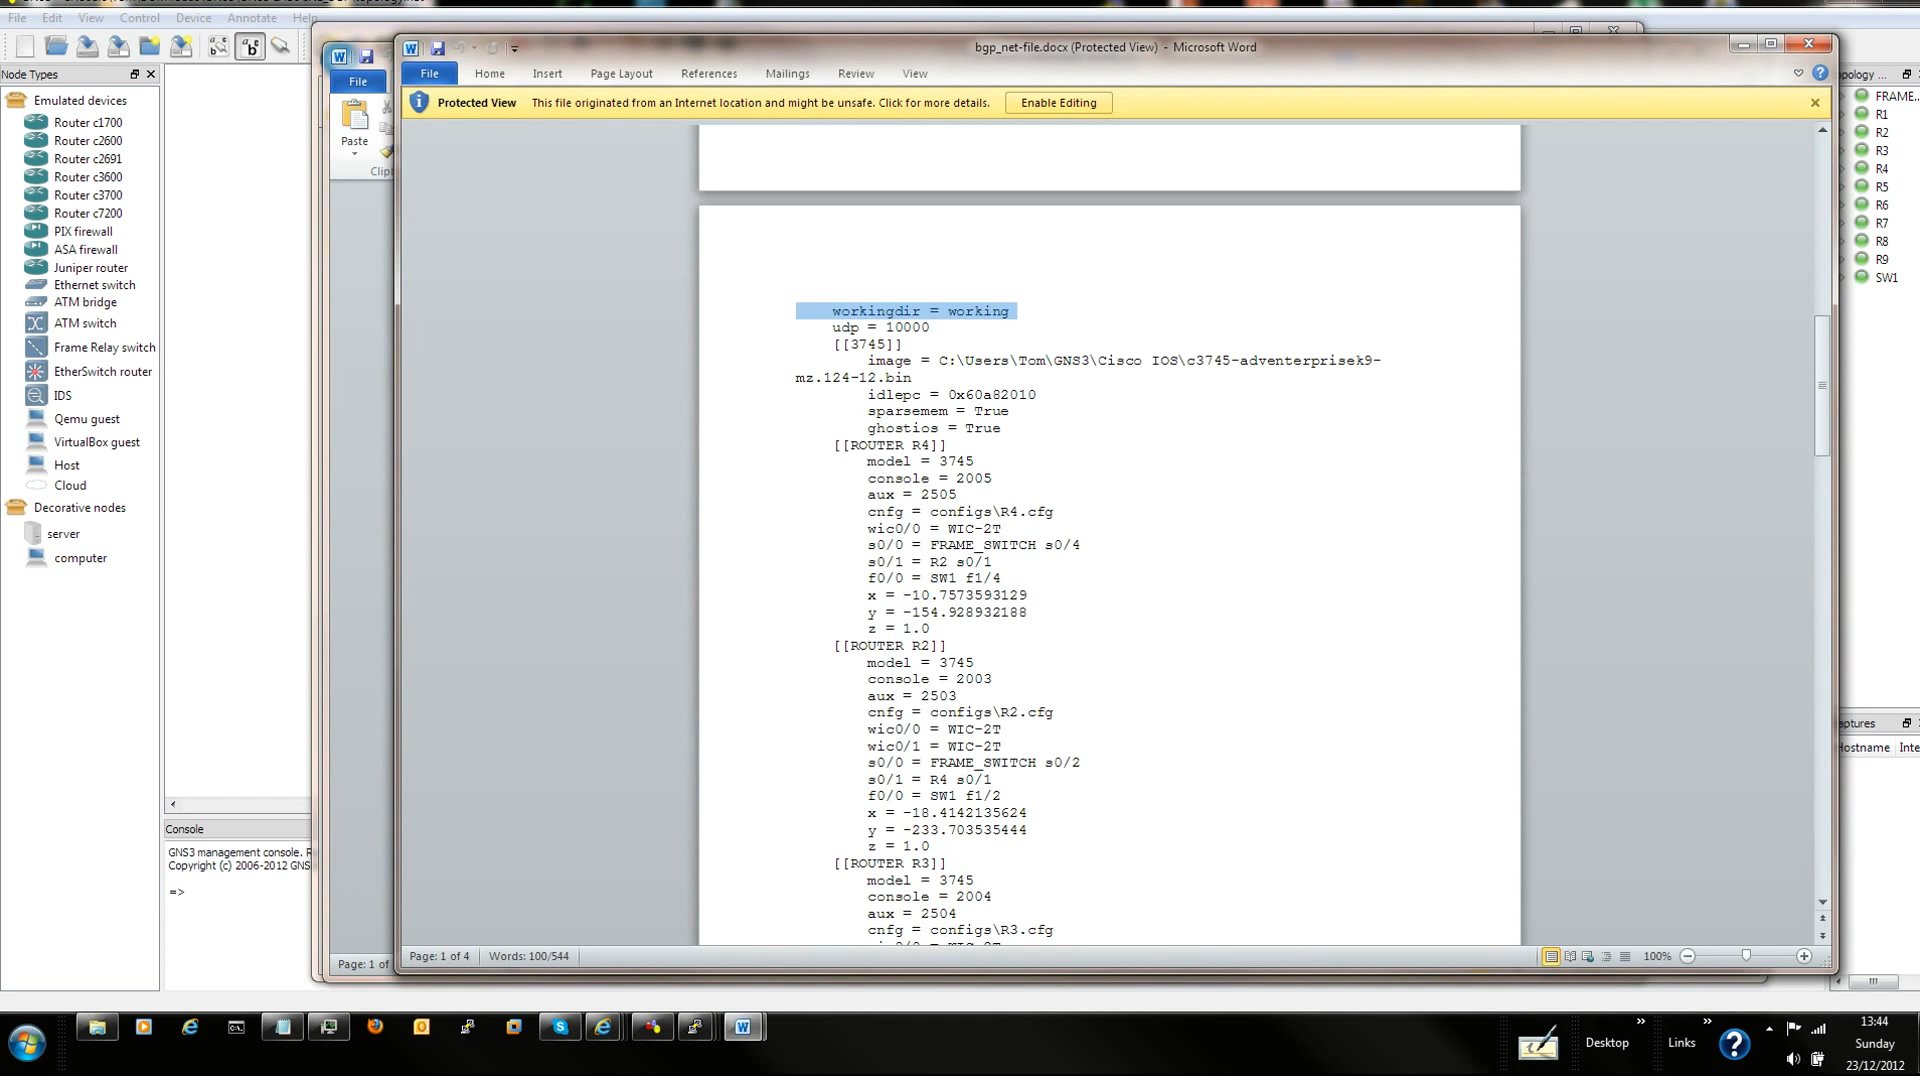 File Edit View Control Device Annotate Help
bgp_net-file.docx (Protected View) - Microsoft Word
File Home Insert Page Layout References Mailings Review View
Protected View This file originated from an Internet location and might be unsafe. Click for more details. Enable Editing
Node Types
Emulated devices
Router c1700
Router c2600
Router c2691
Router c3600
Router c3700
Router c7200
PIX firewall
ASA firewall
Juniper router
Ethernet switch
ATM bridge
ATM switch
Frame Relay switch
EtherSwitch router
IDS
Qemu guest
VirtualBox guest
Host
Cloud
Decorative nodes
server
computer
File
Paste
Clip
workingdir = working
udp = 10000
[[3745]]
image = C:\Users\Tom\GNS3\Cisco IOS\c3745-adventerprisek9-
mz.124-12.bin
idlepc = 0x60a82010
sparsemem = True
ghostios = True
[[ROUTER R4]]
model = 3745
console = 2005
aux = 2505
cnfg = configs\R4.cfg
wic0/0 = WIC-2T
s0/0 = FRAME_SWITCH s0/4
s0/1 = R2 s0/1
f0/0 = SW1 f1/4
x = -10.7573593129
y = -154.928932188
z = 1.0
[[ROUTER R2]]
model = 3745
console = 2003
aux = 2503
cnfg = configs\R2.cfg
wic0/0 = WIC-2T
wic0/1 = WIC-2T
s0/0 = FRAME_SWITCH s0/2
s0/1 = R4 s0/1
f0/0 = SW1 f1/2
x = -18.4142135624
y = -233.703535444
z = 1.0
[[ROUTER R3]]
model = 3745
console = 2004
aux = 2504
cnfg = configs\R3.cfg
opology ...
FRAME...
R1
R2
R3
R4
R5
R6
R7
R8
R9
SW1
aptures
Hostname Inte
Console
GNS3 management console. R
Copyright (c) 2006-2012 GNS
=>
Page: 1 of
Page: 1 of 4 Words: 100/544 100%
Desktop Links
13:44
Sunday
23/12/2012